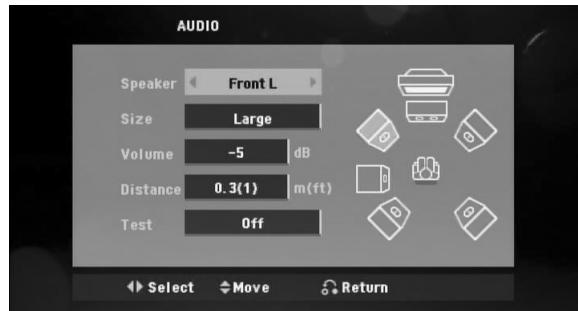 AUDIO
Speaker Front L
Size Large
Volume -5 dB
Distance 0.3(1) m(ft)
Test Off
Select Move Return